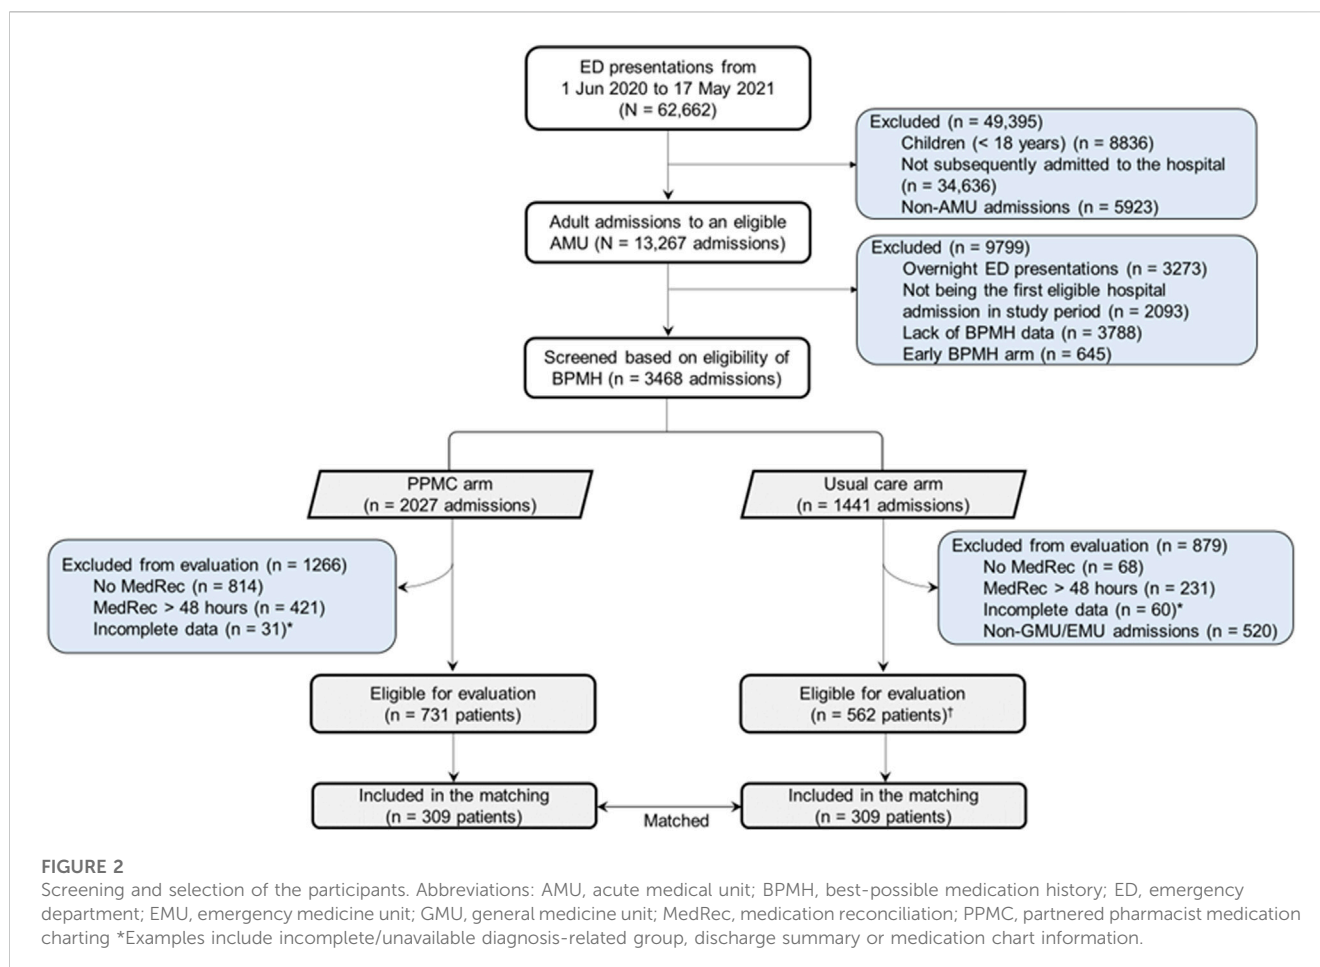 ED presentations from
1 Jun 2020 to 17 May 2021
(N = 62,662)
Excluded (n = 49,395)
Children (< 18 years) (n = 8836)
Not subsequently admitted to the hospital
(n = 34,636)
Non-AMU admissions (n = 5923)
Adult admissions to an eligible
AMU (N = 13,267 admissions)
Excluded (n = 9799)
Overnight ED presentations (n = 3273)
Not being the first eligible hospital
admission in study period (n = 2093)
Lack of BPMH data (n = 3788)
Early BPMH arm (n = 645)
Screened based on eligibility of
BPMH (n = 3468 admissions)
PPMC arm
(n = 2027 admissions)
Usual care arm
(n = 1441 admissions)
Excluded from evaluation (n = 1266)
No MedRec (n = 814)
MedRec > 48 hours (n = 421)
Incomplete data (n = 31)*
Excluded from evaluation (n = 879)
No MedRec (n = 68)
MedRec > 48 hours (n = 231)
Incomplete data (n = 60)*
Non-GMU/EMU admissions (n = 520)
Eligible for evaluation
(n = 731 patients)
Eligible for evaluation
(n = 562 patients)†
Included in the matching
(n = 309 patients)
Matched
Included in the matching
(n = 309 patients)
FIGURE 2
Screening and selection of the participants. Abbreviations: AMU, acute medical unit; BPMH, best-possible medication history; ED, emergency
department; EMU, emergency medicine unit; GMU, general medicine unit; MedRec, medication reconciliation; PPMC, partnered pharmacist medication
charting *Examples include incomplete/unavailable diagnosis-related group, discharge summary or medication chart information.